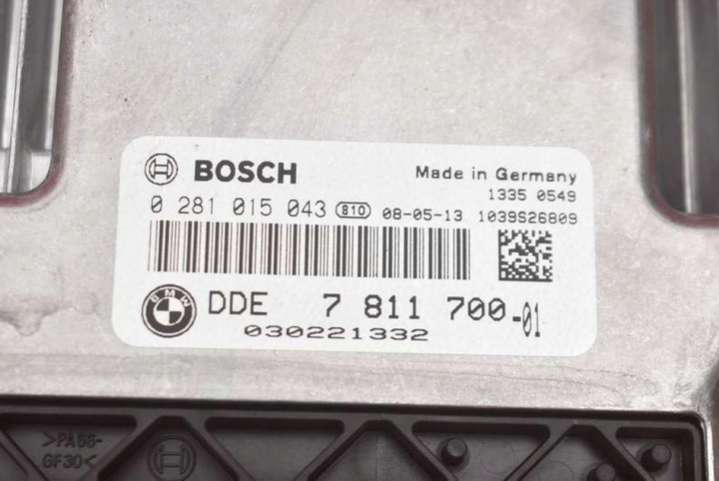 BOSCH
Made in Germany
1335 0549
0 281 015 043 810 08-05-13 1039S26809
BMW
DDE 7 811 700-01
030221332
>PA66-
GF30<